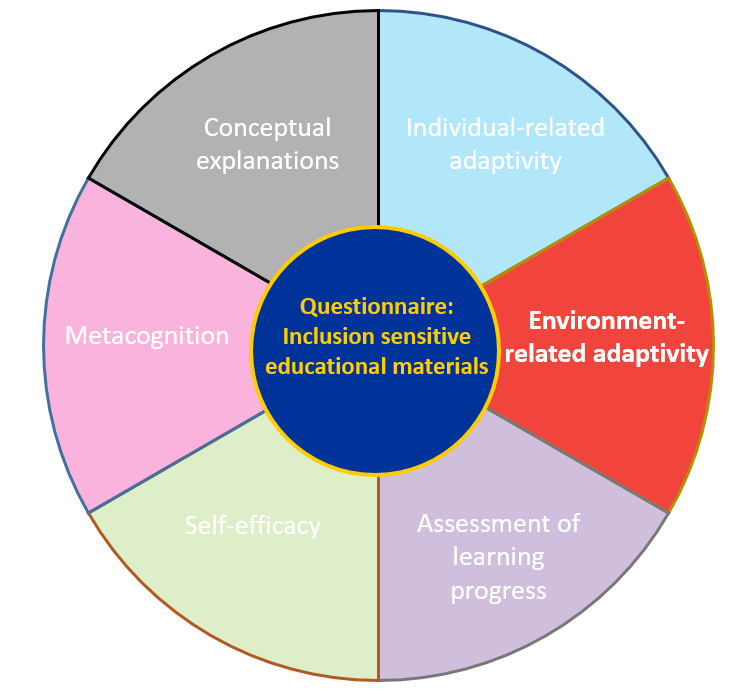 Conceptual
explanations
Individual-related
adaptivity
Metacognition
Questionnaire:
Inclusion sensitive
educational materials
Environment-
related adaptivity
Self-efficacy
Assessment of
learning
progress